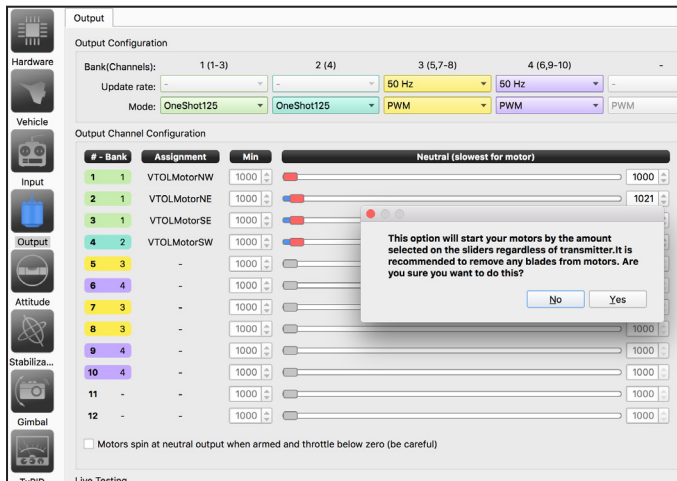 Output
Output Configuration
Bank(Channels): 1 (1-3) 2 (4) 3 (5,7-8) 4 (6,9-10) -
Update rate: - - 50 Hz 50 Hz -
Mode: OneShot125 OneShot125 PWM PWM PWM
Output Channel Configuration
# - Bank Assignment Min Neutral (slowest for motor)
1 1 VTOLMotorNW 1000 1000
2 1 VTOLMotorNE 1000 1021
3 1 VTOLMotorSE 1000
4 2 VTOLMotorSW 1000
5 3 - 1000
6 4 - 1000
7 3 - 1000
8 3 - 1000 1000
9 4 - 1000 1000
10 4 - 1000 1000
11 - - 1000 1000
12 - - 1000 1000
Motors spin at neutral output when armed and throttle below zero (be careful)
Live Testing
Hardware
Vehicle
Input
Output
Attitude
Stabiliza...
Gimbal
This option will start your motors by the amount
selected on the sliders regardless of transmitter.It is
recommended to remove any blades from motors. Are
you sure you want to do this?
No Yes